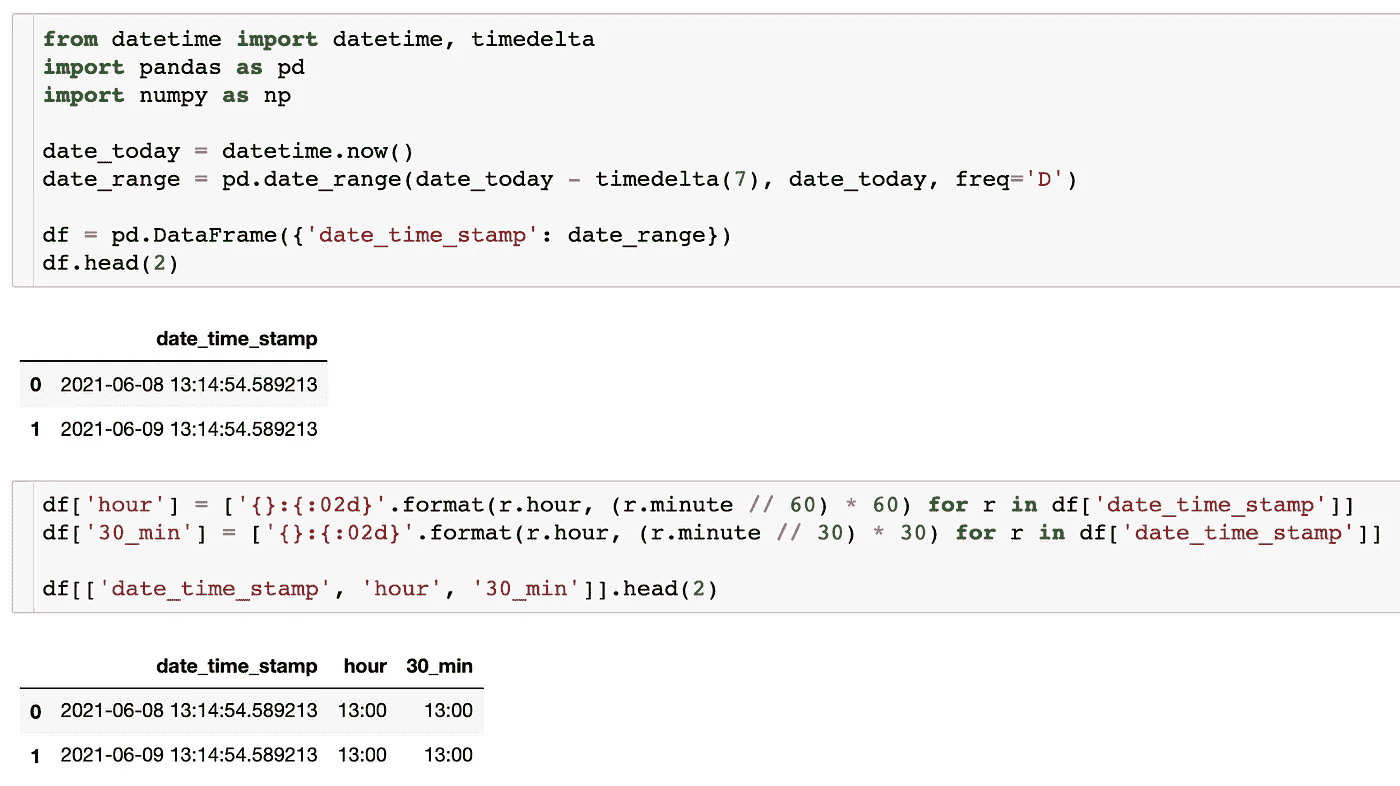 from datetime import datetime, timedelta
import pandas as pd
import numpy as np
date_today = datetime.now()
date_range = pd.date_range(date_today - timedelta(7), date_today, freq='D')
df = pd.DataFrame({'date_time_stamp': date_range})
df.head(2)
date_time_stamp
0 2021-06-08 13:14:54.589213
1 2021-06-09 13:14:54.589213
df['hour'] = ['{}:{:02d}'.format(r.hour, (r.minute // 60) * 60) for r in df['date_time_stamp']]
df['30_min'] = ['{}:{:02d}'.format(r.hour, (r.minute // 30) * 30) for r in df['date_time_stamp']]
df[['date_time_stamp', 'hour', '30_min']].head(2)
date_time_stamp hour 30_min
0 2021-06-08 13:14:54.589213 13:00 13:00
1 2021-06-09 13:14:54.589213 13:00 13:00